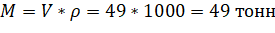 M = V * ρ = 49 * 1000 = 49 тонн